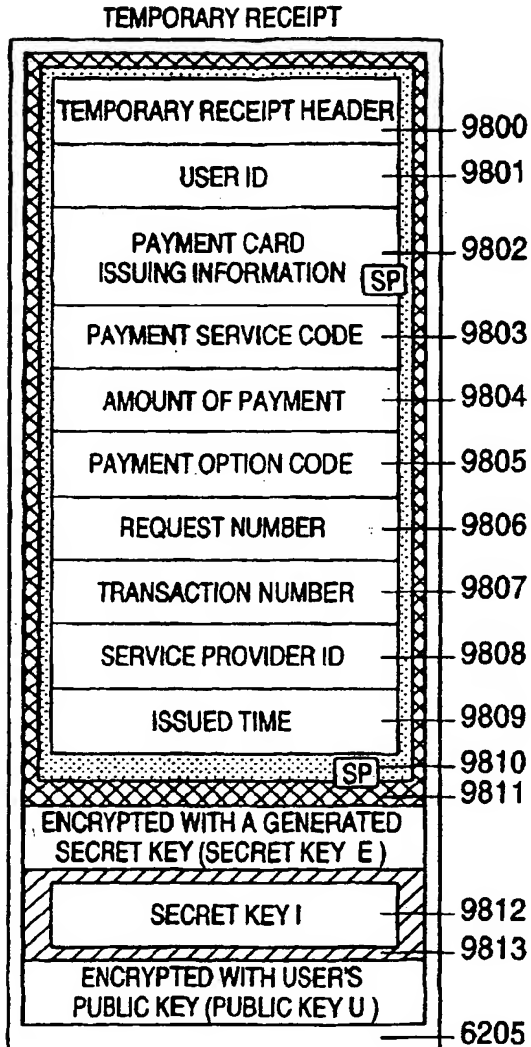 TEMPORARY RECEIPT
TEMPORARY RECEIPT HEADER
9800
USER ID
9801
PAYMENT CARD
ISSUING INFORMATION
SP
9802
PAYMENT SERVICE CODE
9803
AMOUNT OF PAYMENT
9804
PAYMENT OPTION CODE
9805
REQUEST NUMBER
9806
TRANSACTION NUMBER
9807
SERVICE PROVIDER ID
9808
ISSUED TIME
9809
SP
9810
9811
ENCRYPTED WITH A GENERATED
SECRET KEY (SECRET KEY E)
SECRET KEY I
9812
9813
ENCRYPTED WITH USER'S
PUBLIC KEY (PUBLIC KEY U)
6205